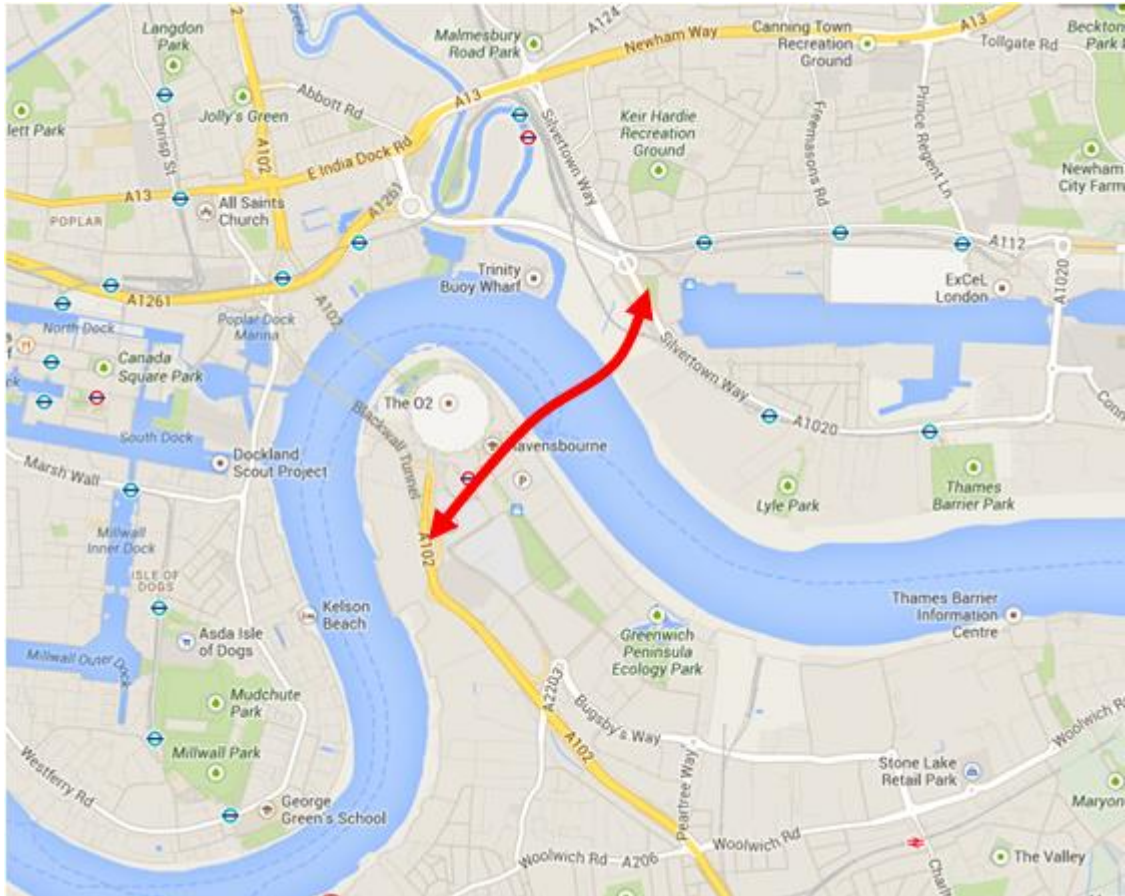 Langdon
Park
2
Creek
Malmesbury
Road Park
A124
Newham Way
Canning Town
Recreation
Ground
A13
Tollgate Rd
Beckton
Park
lett Park
Jolly's Green
Abbott Rd
A13
Chrisp St
A102
E India Dock Rd
Silvertown Way
Keir Hardie
Recreation
Ground
Freemasons Rd
Prince Regent Ln
Newham
City Farm
A13
POPLAR
All Saints
Church
A1261
A112
Trinity
Buoy Wharf
ExCeL
London
A1020
A1261
A102
North Dock
Poplar Dock
Marina
Canada
Square Park
Silvertown Way
The O2
A1020
Conn
South Dock
Blackwall Tunnel
Ravensbourne
Dockland
Scout Project
Marsh Wall
P
Lyle Park
Thames
Barrier Park
Millwall
Inner Dock
A102
ISLE OF
DOGS
Kelson
Beach
Thames Barrier
Information
Centre
Asda Isle
of Dogs
Greenwich
Peninsula
Ecology Park
Millwall Outer Dock
A2203
Mudchute
Park
Bugsby's Way
Woolwich Rd
Millwall Park
A102
Peartree Way
Stone Lake
Retail Park
Westferry Rd
George
Green's School
Maryon
Woolwich Rd
Woolwich Rd
A206
Charl
The Valley